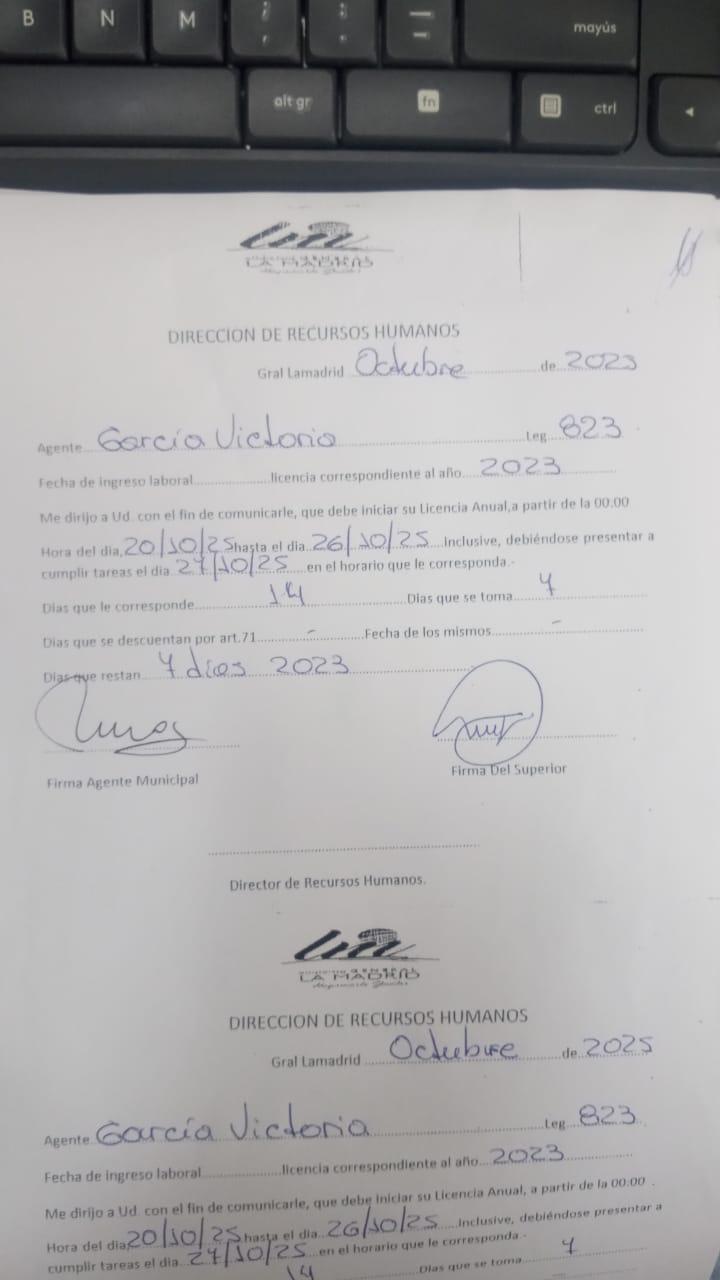 B N M ; , : . — - mayús
alt gr fn ctrl
LA MADRID
DIRECCION DE RECURSOS HUMANOS
Gral Lamadrid Octubre de 2023
Agente García Victoria Leg 823
Fecha de ingreso laboral licencia correspondiente al año 2023
Me dirijo a Ud. con el fin de comunicarle, que debe iniciar su Licencia Anual,a partir de la 00:00
Hora del dia, 20/10/25 hasta el dia 26/10/25 Inclusive, debiéndose presentar a
cumplir tareas el dia 27/10/25 en el horario que le corresponda.-
Dias que le corresponde 14 Dias que se toma 7
Dias que se descuentan por art.71 - Fecha de los mismos -
Dias que restan 7 dias 2023
Firma Agente Municipal Firma Del Superior
Director de Recursos Humanos.
LA MADRID
DIRECCION DE RECURSOS HUMANOS
Gral Lamadrid Octubre de 2025
Agente García Victoria Leg 823
Fecha de ingreso laboral licencia correspondiente al año 2023
Me dirijo a Ud. con el fin de comunicarle, que debe iniciar su Licencia Anual, a partir de la 00:00
Hora del dia, 20/10/25 hasta el dia 26/10/25 Inclusive, debiéndose presentar a
cumplir tareas el dia 27/10/25 en el horario que le corresponda.-
14 Dias que se toma 7